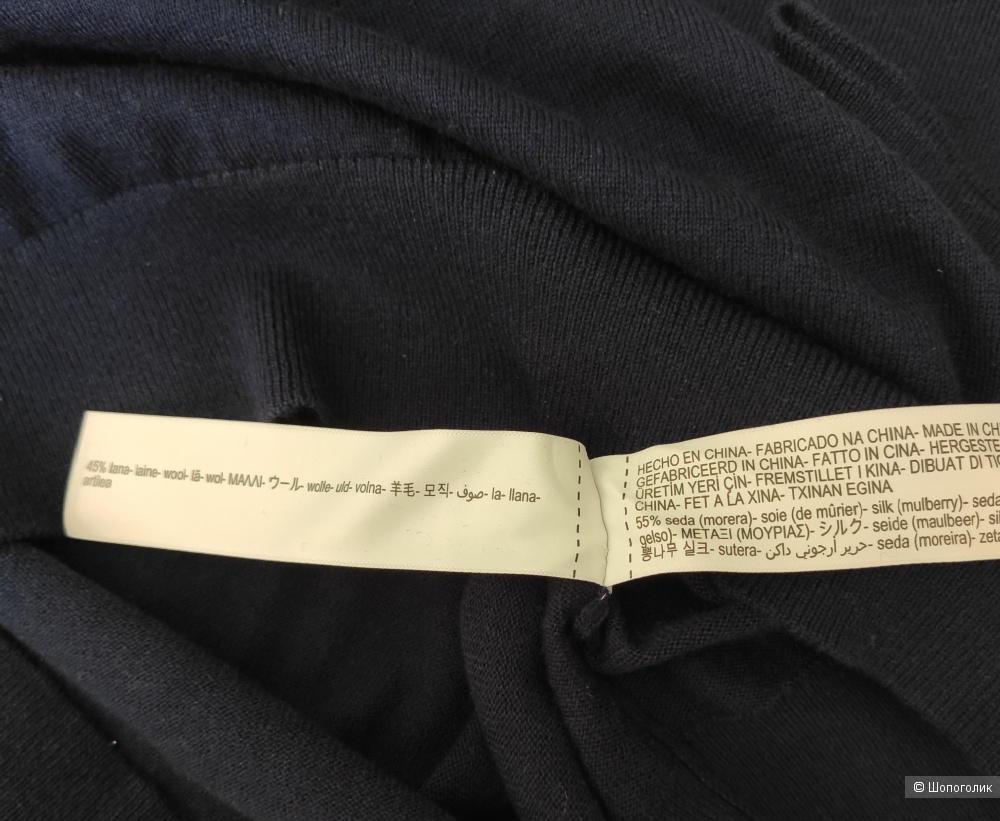 45% lana- laine- wool- lã- wol- ΜΑΛΛΙ- ウール- wolle- uld- volna- 羊毛- 모직- صوف- la- llana-
artilea
HECHO EN CHINA- FABRICADO NA CHINA- MADE IN CH
GEFABRICEERD IN CHINA- FATTO IN CINA- HERGESTE
ÜRETİM YERİ ÇİN- FREMSTILLET I KINA- DIBUAT DI TIO
CHINA- FET A LA XINA- TXINAN EGINA
55% seda (morera)- soie (de mûrier)- silk (mulberry)- seda
gelso)- ΜΕΤΑΞΙ (ΜΟΥΡΙΑΣ)- シルク- seide (maulbeer)- sil
뽕나무 실크- sutera- حرير أرجوني داكن- seda (moreira)- zeta
© Шопоголик